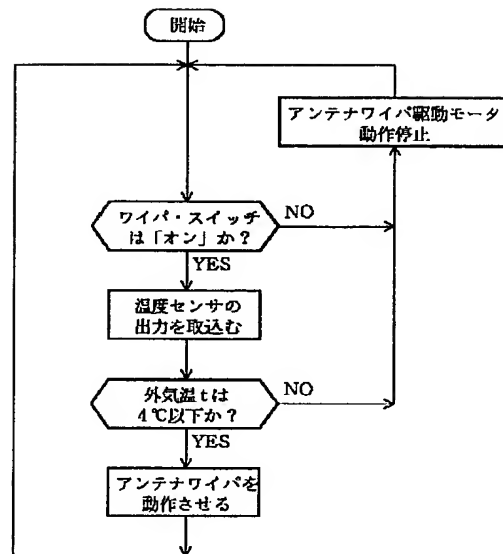 開始
アンテナワイパ駆動モータ
動作停止
ワイパ・スイッチ
は「オン」か？
NO
YES
温度センサの
出力を取込む
外気温tは
4℃以下か？
NO
YES
アンテナワイパを
動作させる